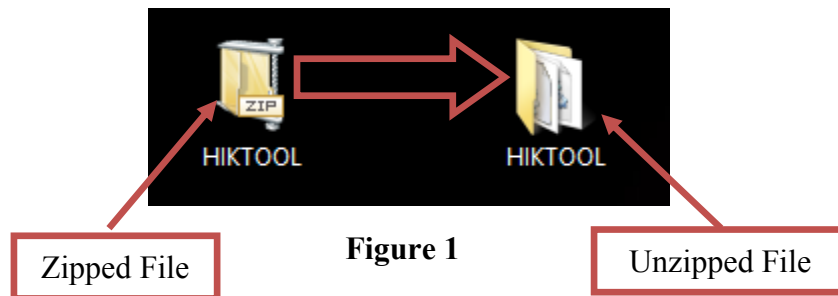 ZIP
HIKTOOL
HIKTOOL
Zipped File
Figure 1
Unzipped File